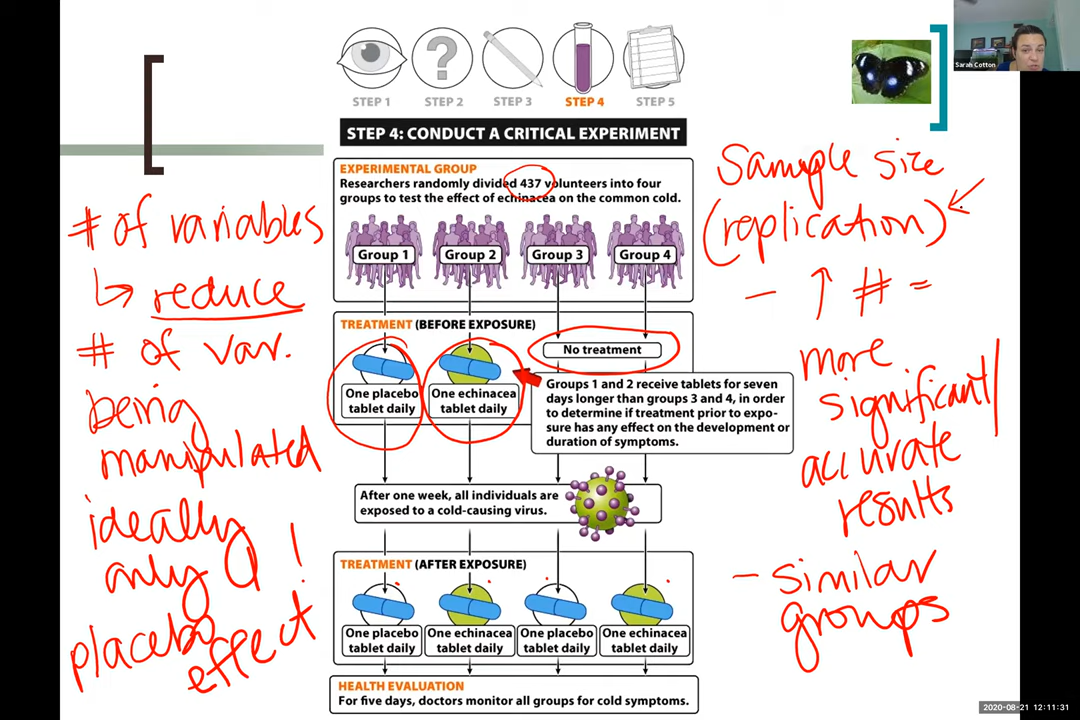 STEP 1
STEP 2
STEP 3
STEP 4
STEP 5
Sarah Cotton
STEP 4: CONDUCT A CRITICAL EXPERIMENT
EXPERIMENTAL GROUP
Researchers randomly divided 437 volunteers into four
groups to test the effect of echinacea on the common cold.
Group 1
Group 2
Group 3
Group 4
TREATMENT (BEFORE EXPOSURE)
One placebo
tablet daily
One echinacea
tablet daily
No treatment
Groups 1 and 2 receive tablets for seven
days longer than groups 3 and 4, in order
to determine if treatment prior to expo-
sure has any effect on the development or
duration of symptoms.
After one week, all individuals are
exposed to a cold-causing virus.
TREATMENT (AFTER EXPOSURE)
One placebo
tablet daily
One echinacea
tablet daily
One placebo
tablet daily
One echinacea
tablet daily
HEALTH EVALUATION
For five days, doctors monitor all groups for cold symptoms.
# of variables
↳ reduce
# of var.
being
manipulated
ideally
only 1!
placebo
effect
Sample size
(replication)
- ↑ # =
more
significant/
accurate
results
- similar
groups
2020-08-21 12:11:31